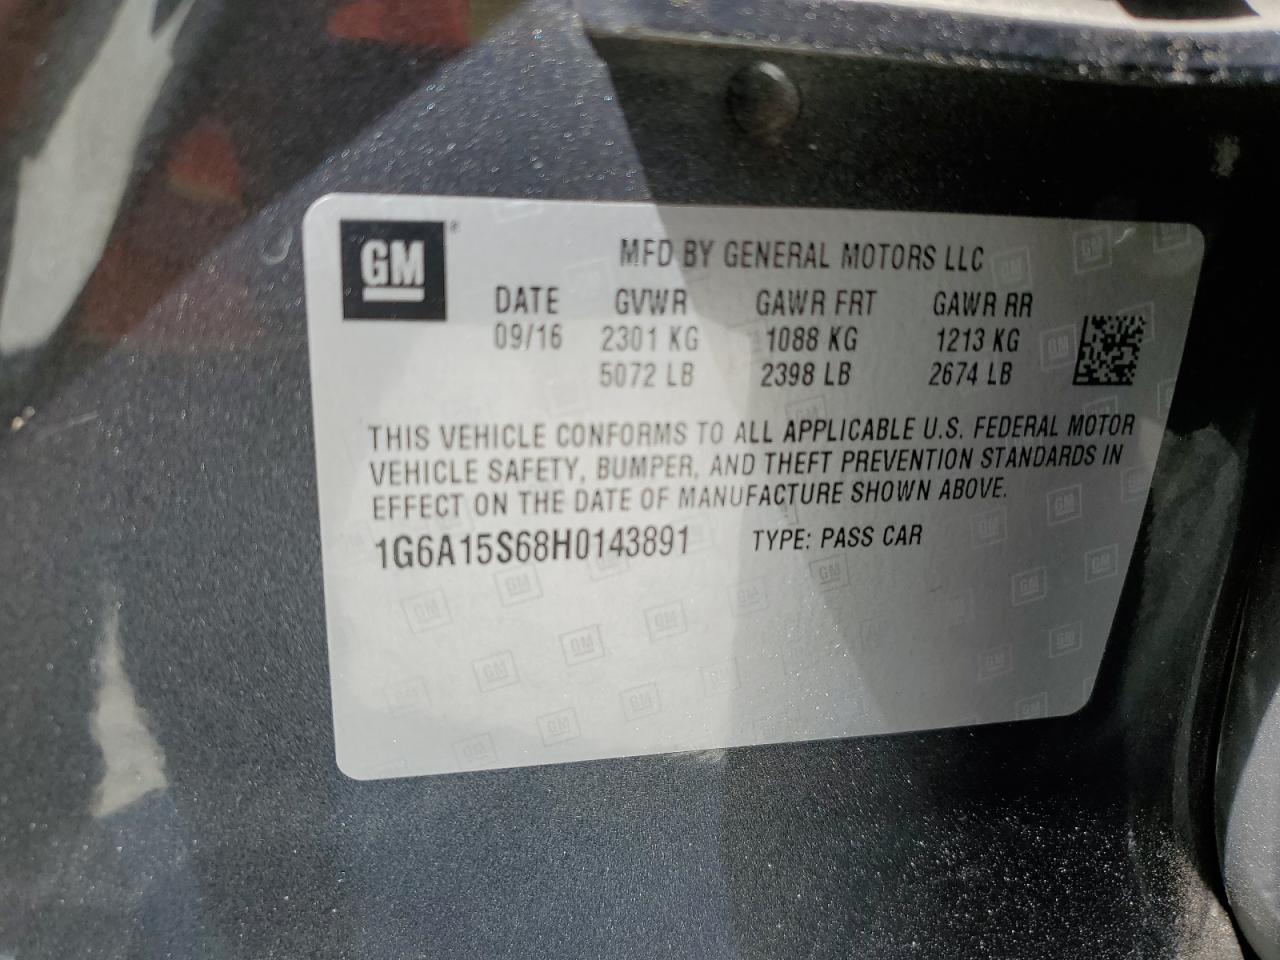 GM®
MFD BY GENERAL MOTORS LLC
DATE GVWR GAWR FRT GAWR RR
09/16 2301 KG 1088 KG 1213 KG
5072 LB 2398 LB 2674 LB
THIS VEHICLE CONFORMS TO ALL APPLICABLE U.S. FEDERAL MOTOR
VEHICLE SAFETY, BUMPER, AND THEFT PREVENTION STANDARDS IN
EFFECT ON THE DATE OF MANUFACTURE SHOWN ABOVE.
1G6A15S68H0143891 TYPE: PASS CAR